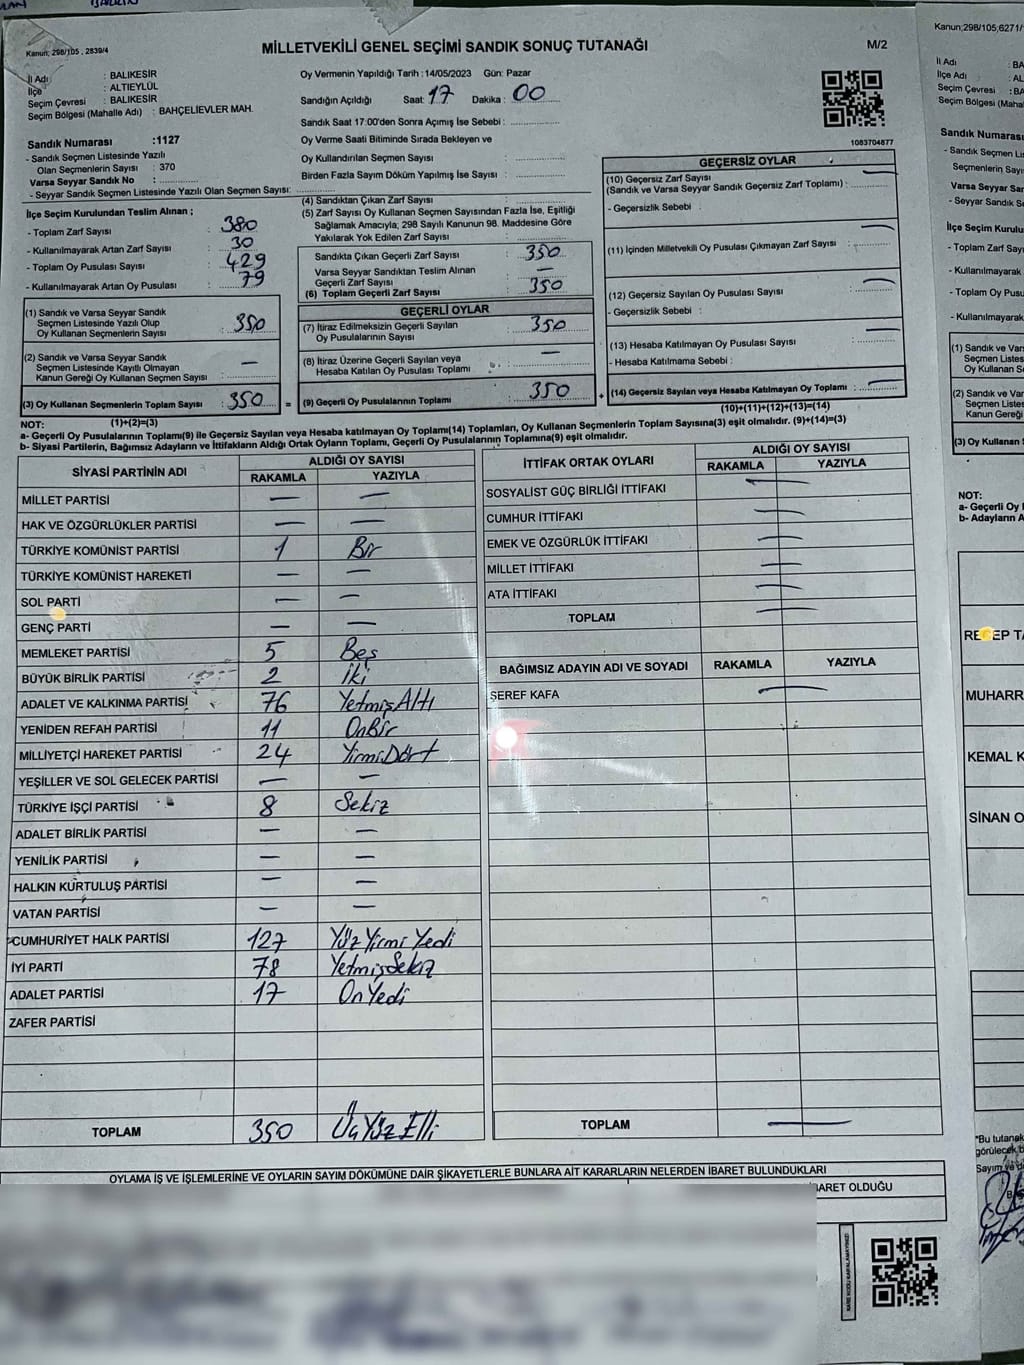 Kanun; 298/105 , 2839/4
MİLLETVEKİLİ GENEL SEÇİMİ SANDIK SONUÇ TUTANAĞI
M/2
İl Adı : BALIKESİR
İlçe : ALTIEYLÜL
Seçim Çevresi : BALIKESİR
Seçim Bölgesi (Mahalle Adı) : BAHÇELİEVLER MAH.
Sandık Numarası :1127
- Sandık Seçmen Listesinde Yazılı
Olan Seçmenlerin Sayısı : 370
Varsa Seyyar Sandık No :
- Seyyar Sandık Seçmen Listesinde Yazılı Olan Seçmen Sayısı:
Oy Vermenin Yapıldığı Tarih : 14/05/2023 Gün: Pazar
Sandığın Açıldığı Saat: 17 Dakika : 00
Sandık Saat 17:00'den Sonra Açımış İse Sebebi :
Oy Verme Saati Bitiminde Sırada Bekleyen ve
Oy Kullandırılan Seçmen Sayısı :
Birden Fazla Sayım Döküm Yapılmış İse Sayısı :
1083704877
İlçe Seçim Kurulundan Teslim Alınan ;
- Toplam Zarf Sayısı : 380
- Kullanılmayarak Artan Zarf Sayısı : 30
- Toplam Oy Pusulası Sayısı : 429
- Kullanılmayarak Artan Oy Pusulası : 79
(1) Sandık ve Varsa Seyyar Sandık
Seçmen Listesinde Yazılı Olup
Oy Kullanan Seçmenlerin Sayısı : 350
(2) Sandık ve Varsa Seyyar Sandık
Seçmen Listesinde Kayıtlı Olmayan
Kanun Gereği Oy Kullanan Seçmen Sayısı : —
(3) Oy Kullanan Seçmenlerin Toplam Sayısı : 350 =
(1)+(2)=(3)
(4) Sandıktan Çıkan Zarf Sayısı :
(5) Zarf Sayısı Oy Kullanan Seçmen Sayısından Fazla İse, Eşitliği
Sağlamak Amacıyla; 298 Sayılı Kanunun 98. Maddesine Göre
Yakılarak Yok Edilen Zarf Sayısı :
Sandıkta Çıkan Geçerli Zarf Sayısı : 350
Varsa Seyyar Sandıktan Teslim Alınan
Geçerli Zarf Sayısı : —
(6) Toplam Geçerli Zarf Sayısı : 350
GEÇERLİ OYLAR
(7) İtiraz Edilmeksizin Geçerli Sayılan
Oy Pusulalarının Sayısı : 350
(8) İtiraz Üzerine Geçerli Sayılan veya
Hesaba Katılan Oy Pusulası Toplamı : —
(9) Geçerli Oy Pusulalarının Toplamı : 350 +
GEÇERSİZ OYLAR
(10) Geçersiz Zarf Sayısı
(Sandık ve Varsa Seyyar Sandık Geçersiz Zarf Toplamı) : —
- Geçersizlik Sebebi :
(11) İçinden Milletvekili Oy Pusulası Çıkmayan Zarf Sayısı : —
(12) Geçersiz Sayılan Oy Pusulası Sayısı : —
- Geçersizlik Sebebi :
(13) Hesaba Katılmayan Oy Pusulası Sayısı : —
- Hesaba Katılmama Sebebi :
(14) Geçersiz Sayılan veya Hesaba Katılmayan Oy Toplamı : —
(10)+(11)+(12)+(13)=(14)
NOT:
a- Geçerli Oy Pusulalarının Toplamı(9) ile Geçersiz Sayılan veya Hesaba katılmayan Oy Toplamı(14) Toplamları, Oy Kullanan Seçmenlerin Toplam Sayısına(3) eşit olmalıdır. (9)+(14)=(3)
b- Siyasi Partilerin, Bağımsız Adayların ve İttifakların Aldığı Ortak Oyların Toplamı, Geçerli Oy Pusulalarının Toplamına(9) eşit olmalıdır.
SİYASİ PARTİNİN ADI ALDIĞI OY SAYISI
RAKAMLA YAZIYLA
MİLLET PARTİSİ — —
HAK VE ÖZGÜRLÜKLER PARTİSİ — —
TÜRKİYE KOMÜNİST PARTİSİ 1 Bir
TÜRKİYE KOMÜNİST HAREKETİ — —
SOL PARTİ — —
GENÇ PARTİ — —
MEMLEKET PARTİSİ 5 Beş
BÜYÜK BİRLİK PARTİSİ 2 İki
ADALET VE KALKINMA PARTİSİ 76 YetmişAltı
YENİDEN REFAH PARTİSİ 11 OnBir
MİLLİYETÇİ HAREKET PARTİSİ 24 YirmiDört
YEŞİLLER VE SOL GELECEK PARTİSİ — —
TÜRKİYE İŞÇİ PARTİSİ 8 Sekiz
ADALET BİRLİK PARTİSİ — —
YENİLİK PARTİSİ — —
HALKIN KURTULUŞ PARTİSİ — —
VATAN PARTİSİ — —
CUMHURİYET HALK PARTİSİ 127 Yüz Yirmi Yedi
İYİ PARTİ 78 YetmişSekiz
ADALET PARTİSİ 17 OnYedi
ZAFER PARTİSİ
TOPLAM 350 ÜçYüz Elli
İTTİFAK ORTAK OYLARI ALDIĞI OY SAYISI
RAKAMLA YAZIYLA
SOSYALİST GÜÇ BİRLİĞİ İTTİFAKI —
CUMHUR İTTİFAKI —
EMEK VE ÖZGÜRLÜK İTTİFAKI —
MİLLET İTTİFAKI —
ATA İTTİFAKI —
TOPLAM —
BAĞIMSIZ ADAYIN ADI VE SOYADI RAKAMLA YAZIYLA
ŞEREF KAFA —
TOPLAM —
OYLAMA İŞ VE İŞLEMLERİNE VE OYLARIN SAYIM DÖKÜMÜNE DAİR ŞİKAYETLERLE BUNLARA AİT KARARLARIN NELERDEN İBARET BULUNDUKLARI
BARET OLDUĞU
Kanun;298/105,6271/
İl Adı : BA
İlçe Adı : AL
Seçim Çevresi : BA
Seçim Bölgesi (Mahalle
Sandık Numarası
- Sandık Seçmen Lis
Seçmenlerin Sayı
Varsa Seyyar San
- Seyyar Sandık Se
İlçe Seçim Kurulu
- Toplam Zarf Sayı
- Kullanılmayarak
- Toplam Oy Pusu
- Kullanılmayarak
(1) Sandık ve Var
Seçmen Listes
Oy Kullanan S
(2) Sandık ve Vars
Seçmen Listes
Kanun Gereği
(3) Oy Kullanan S
NOT:
a- Geçerli Oy
b- Adayların A
RECEP TA
MUHARR
KEMAL K
SİNAN O
"Bu tutanak
görülecek b
Sayım ve d